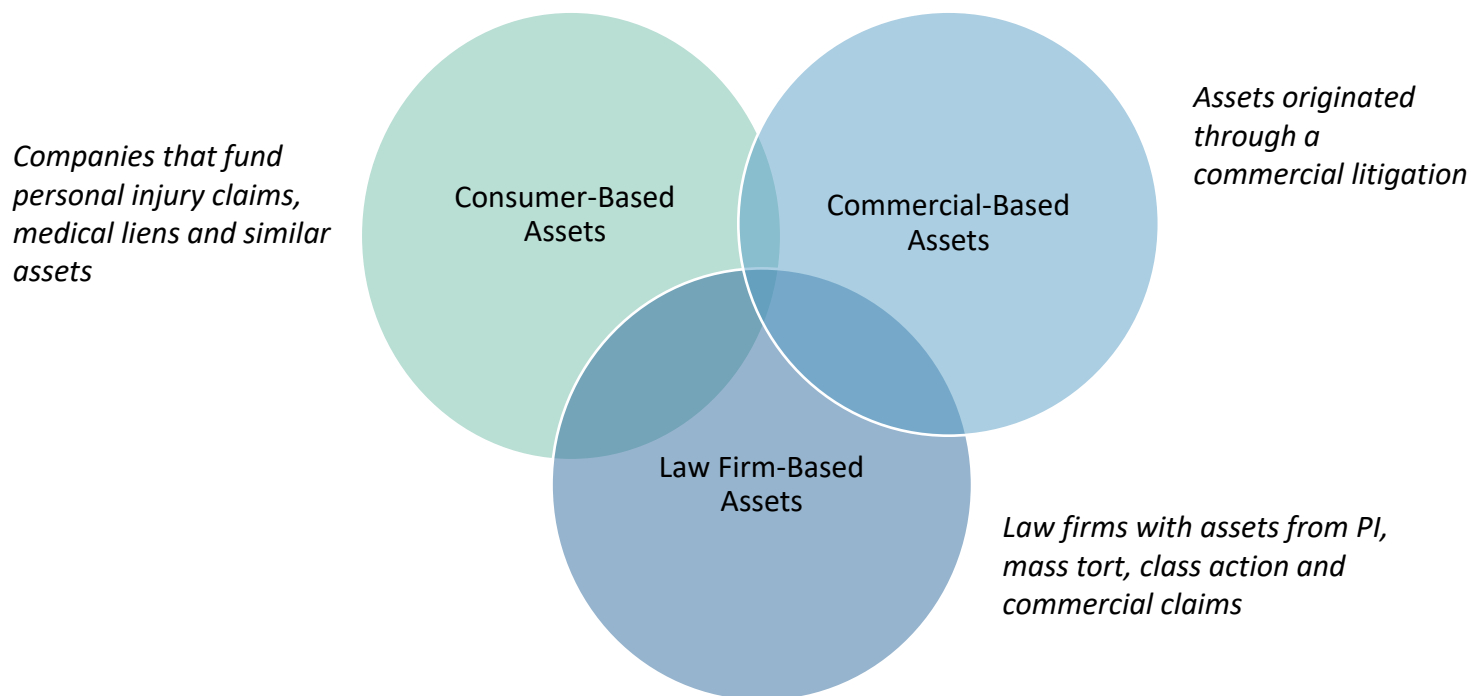 Companies that fund
personal injury claims,
medical liens and similar
assets
Consumer-Based
Assets
Commercial-Based
Assets
Assets originated
through a
commercial litigation
Law Firm-Based
Assets
Law firms with assets from PI,
mass tort, class action and
commercial claims